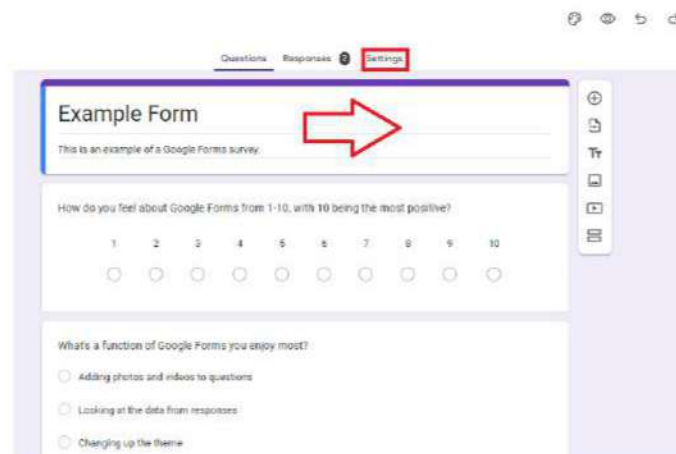 Questions Responses 2 Settings
Example Form
This is an example of a Google Forms survey.
Tт
How do you feel about Google Forms from 1-10, with 10 being the most positive?
1 2 3 4 5 6 7 8 9 10
What's a function of Google Forms you enjoy most?
Adding photos and videos to questions
Looking at the data from responses
Changing up the theme